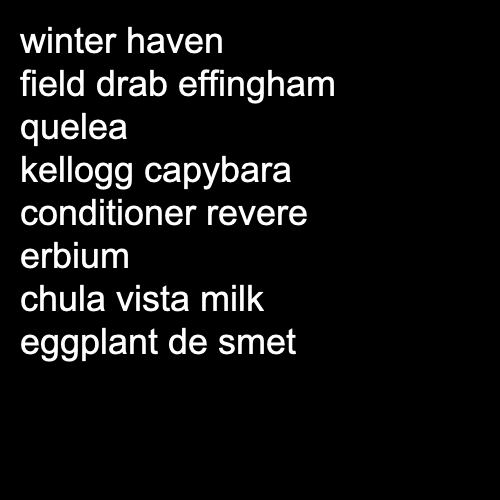 winter haven
field drab effingham
quelea
kellogg capybara
conditioner revere
erbium
chula vista milk
eggplant de smet